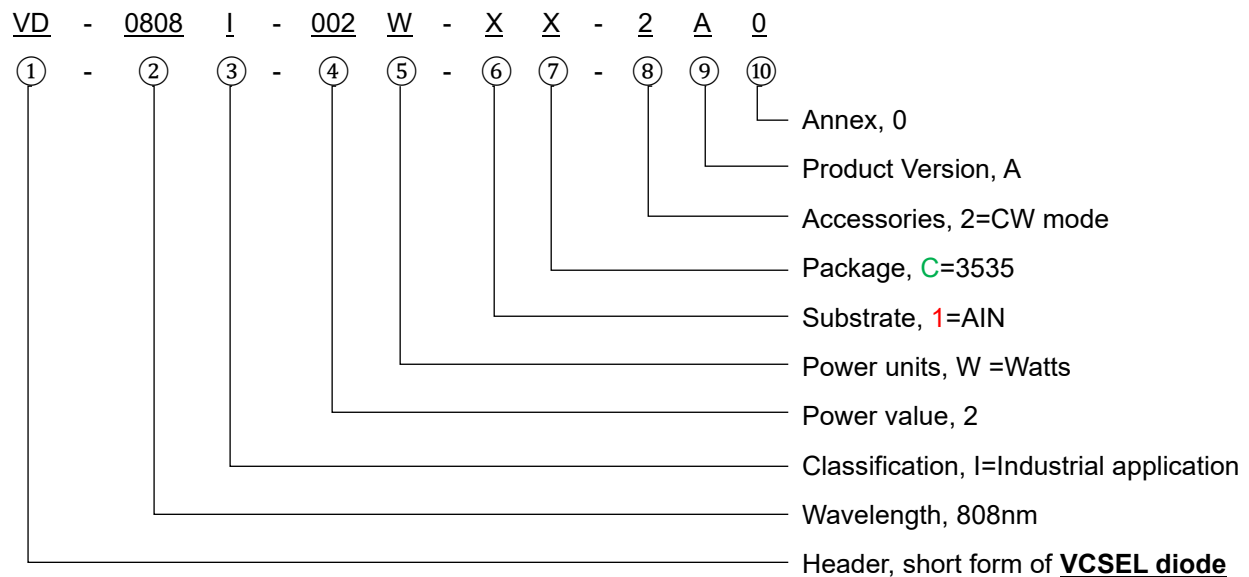 VD - 0808 I - 002 W - X X - 2 A 0
① - ② ③ - ④ ⑤ - ⑥ ⑦ - ⑧ ⑨ ⑩
Annex, 0
Product Version, A
Accessories, 2=CW mode
Package, C=3535
Substrate, 1=AIN
Power units, W =Watts
Power value, 2
Classification, I=Industrial application
Wavelength, 808nm
Header, short form of VCSEL diode